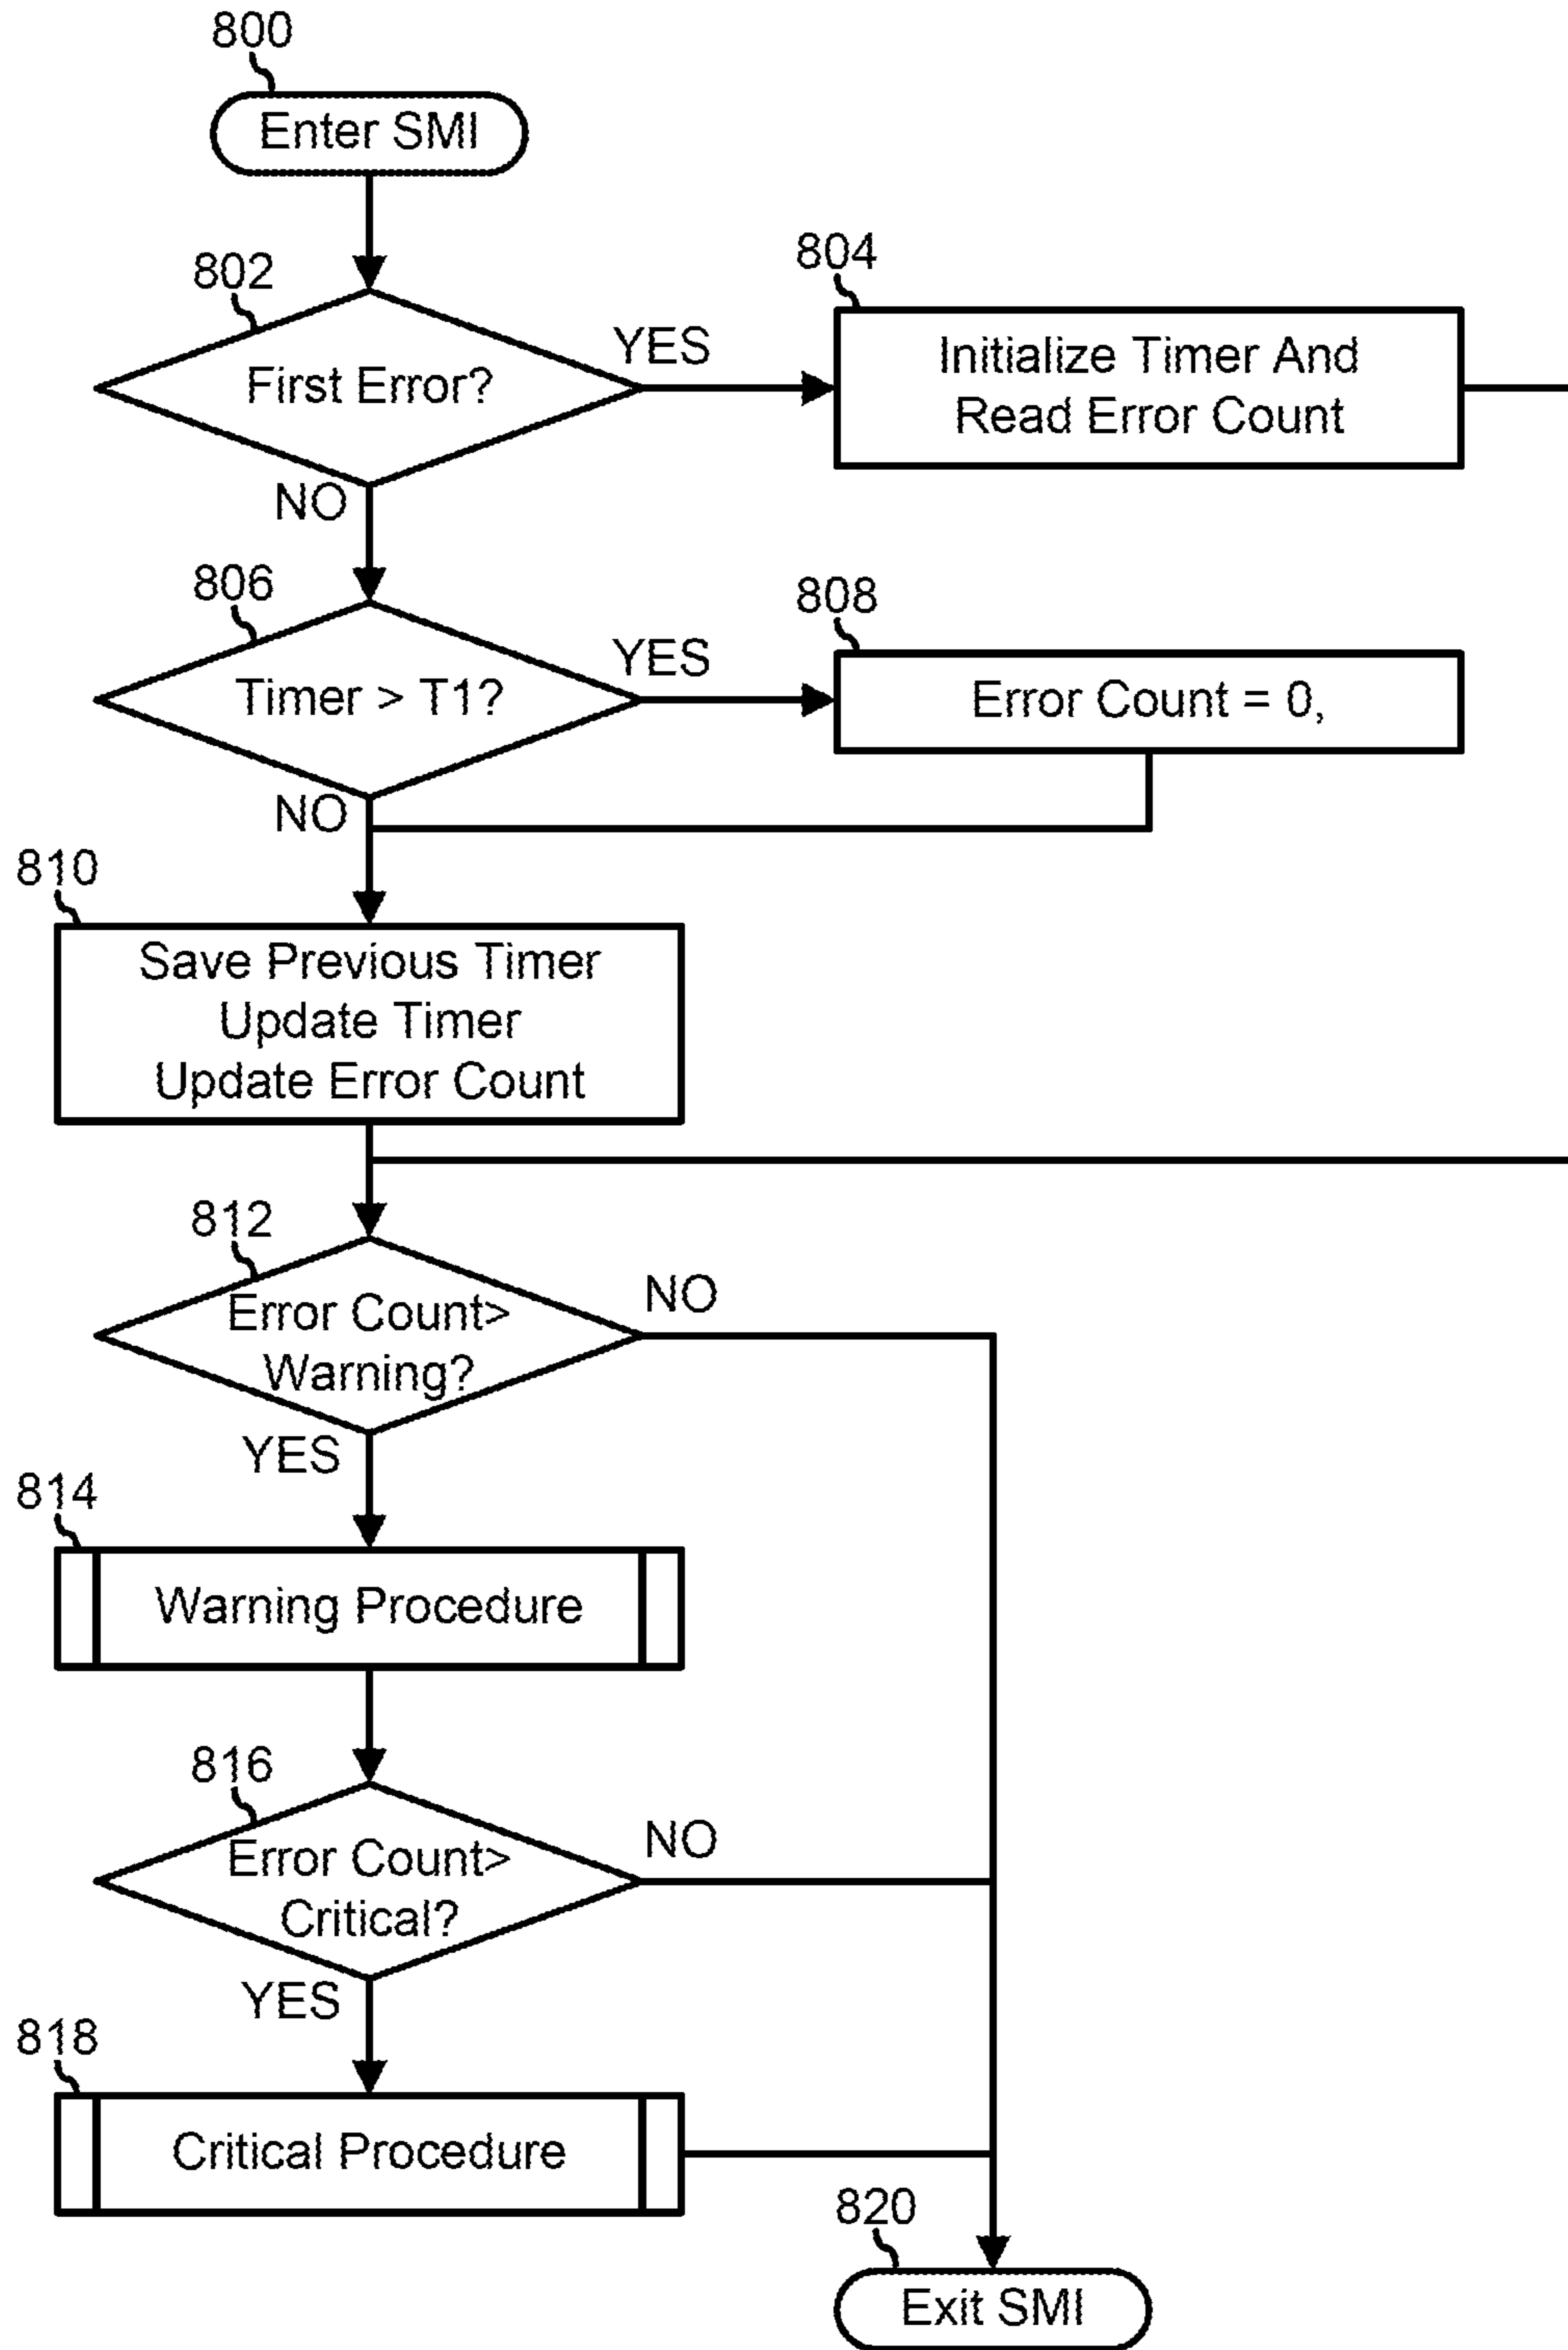 800
Enter SMI
802
First Error?
YES
NO
804
Initialize Timer And
Read Error Count
806
Timer > T1?
YES
NO
808
Error Count = 0,
810
Save Previous Timer
Update Timer
Update Error Count
812
Error Count>
Warning?
NO
YES
814
Warning Procedure
816
Error Count>
Critical?
NO
YES
818
Critical Procedure
820
Exit SMI